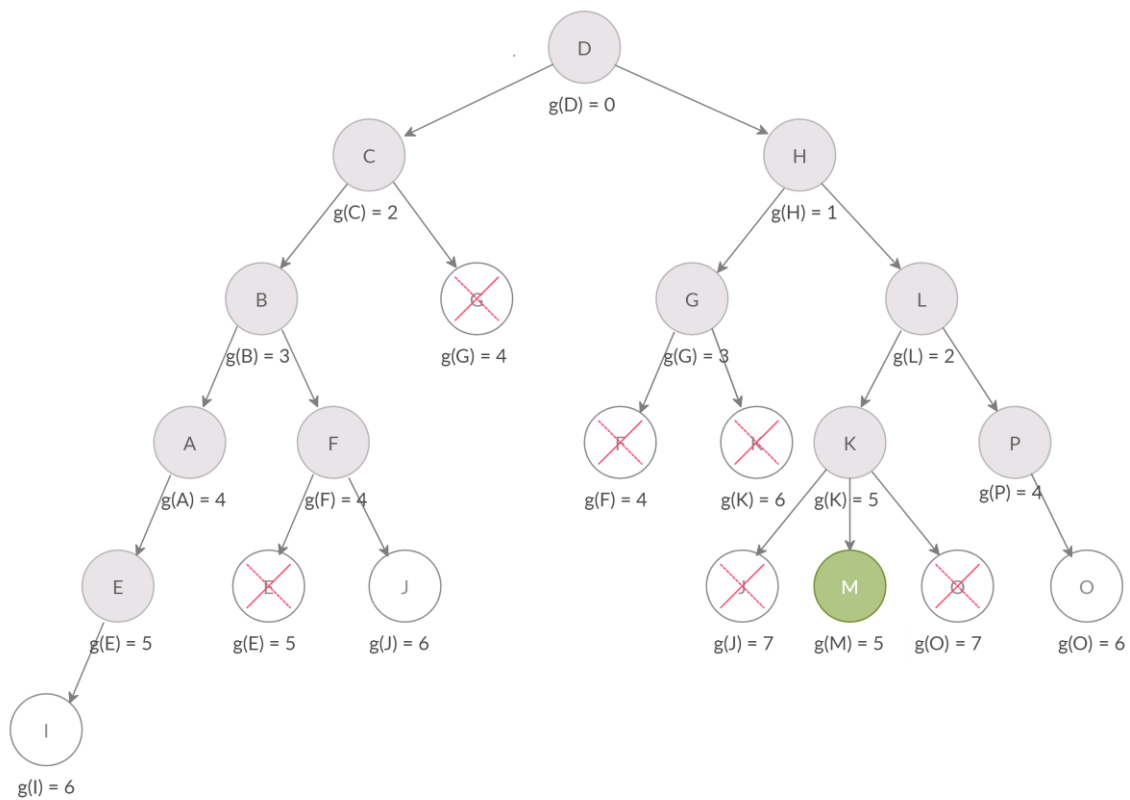 D
g(D) = 0
C
H
g(C) = 2
g(H) = 1
B
G
G
L
g(B) = 3
g(G) = 4
g(G) = 3
g(L) = 2
A
F
F
K
K
P
g(A) = 4
g(F) = 4
g(F) = 4
g(K) = 6
g(K) = 5
g(P) = 4
E
E
J
J
M
O
O
g(E) = 5
g(E) = 5
g(J) = 6
g(J) = 7
g(M) = 5
g(O) = 7
g(O) = 6
I
g(I) = 6